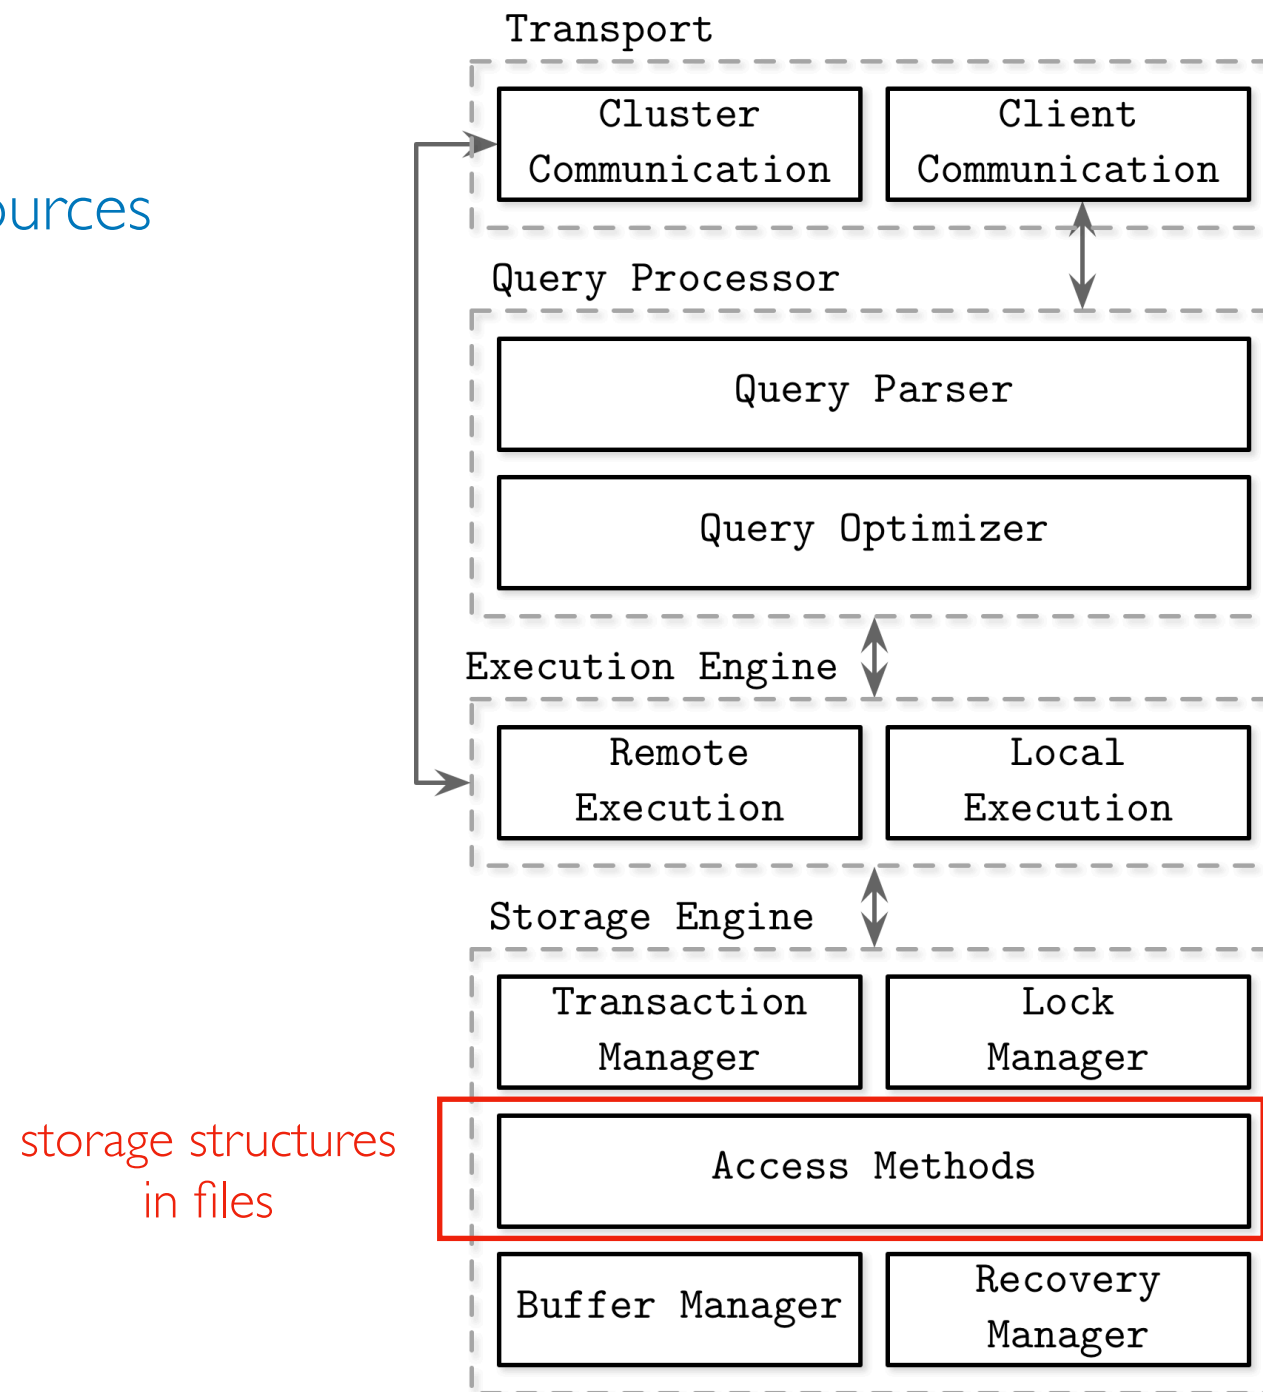 Transport
Cluster
Communication
Client
Communication
Query Processor
Query Parser
Query Optimizer
Execution Engine
Remote
Execution
Local
Execution
Storage Engine
Transaction
Manager
Lock
Manager
storage structures
in files
Access Methods
Buffer Manager
Recovery
Manager